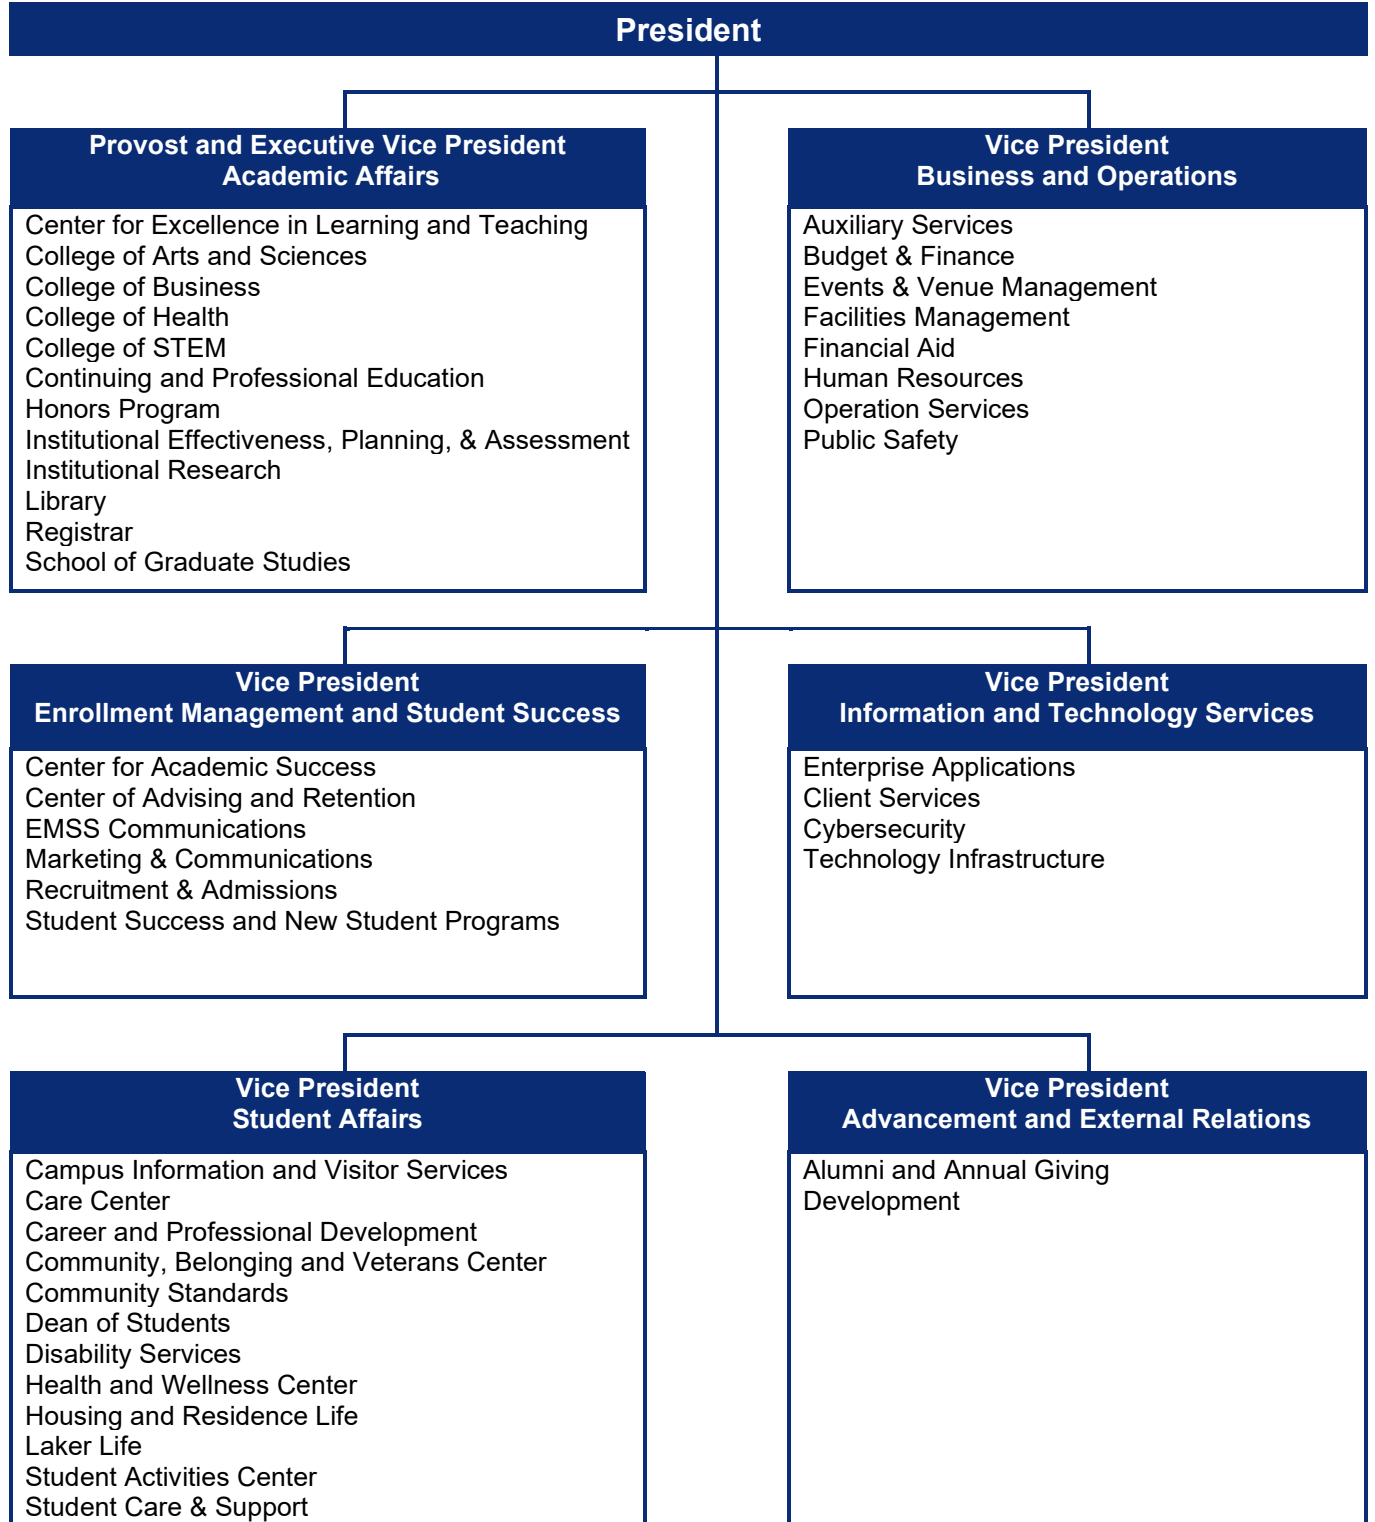 President
Provost and Executive Vice President
Academic Affairs
Center for Excellence in Learning and Teaching
College of Arts and Sciences
College of Business
College of Health
College of STEM
Continuing and Professional Education
Honors Program
Institutional Effectiveness, Planning, & Assessment
Institutional Research
Library
Registrar
School of Graduate Studies
Vice President
Business and Operations
Auxiliary Services
Budget & Finance
Events & Venue Management
Facilities Management
Financial Aid
Human Resources
Operation Services
Public Safety
Vice President
Enrollment Management and Student Success
Center for Academic Success
Center of Advising and Retention
EMSS Communications
Marketing & Communications
Recruitment & Admissions
Student Success and New Student Programs
Vice President
Information and Technology Services
Enterprise Applications
Client Services
Cybersecurity
Technology Infrastructure
Vice President
Student Affairs
Campus Information and Visitor Services
Care Center
Career and Professional Development
Community, Belonging and Veterans Center
Community Standards
Dean of Students
Disability Services
Health and Wellness Center
Housing and Residence Life
Laker Life
Student Activities Center
Student Care & Support
Vice President
Advancement and External Relations
Alumni and Annual Giving
Development